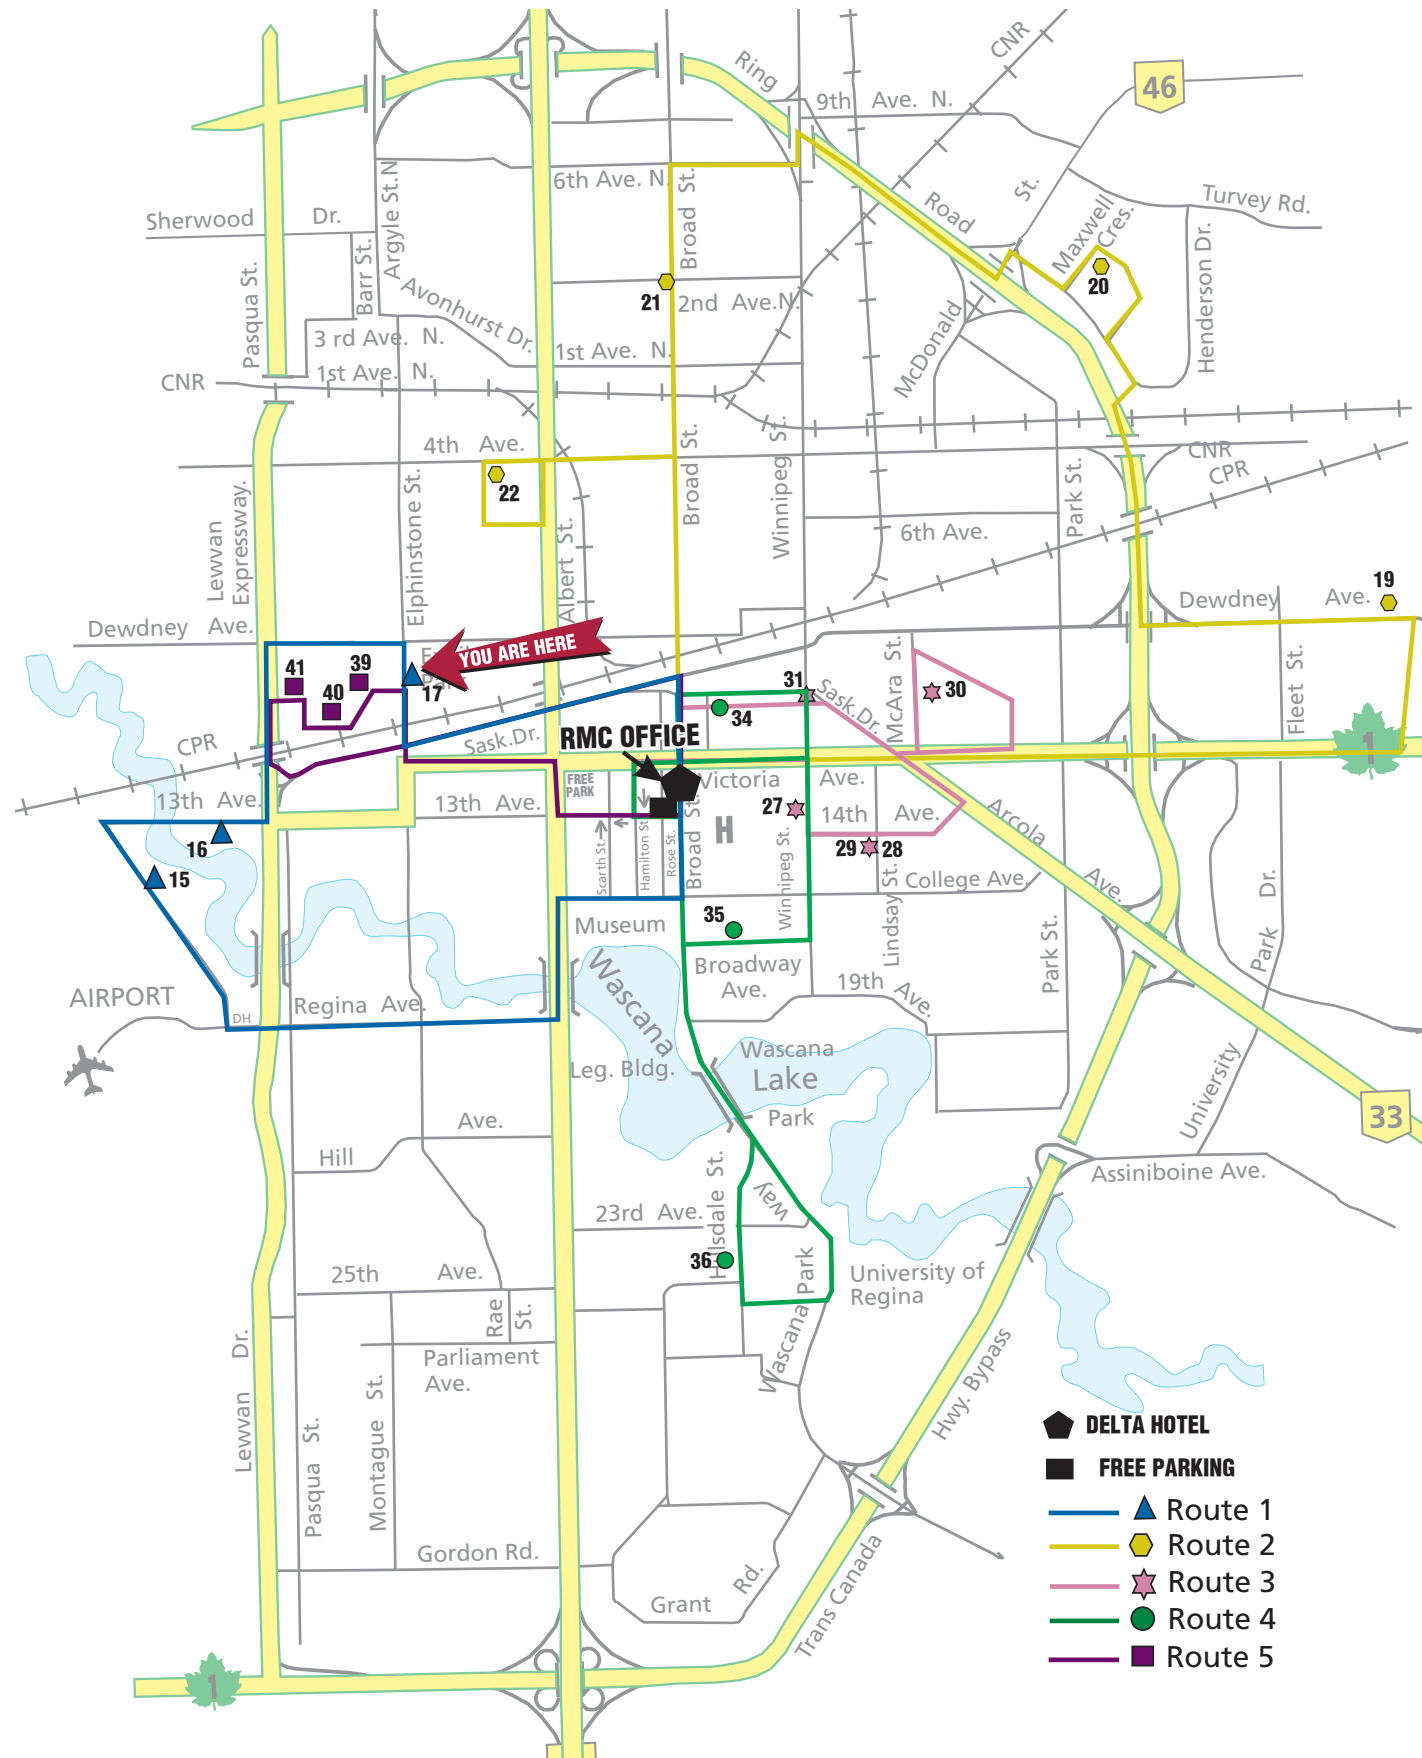 CNR
Ring
46
9th Ave. N.
6th Ave. N.
Argyle St.N
Broad St.
St.
Turvey Rd.
Sherwood Dr.
Road
Maxwell
Cres.
Barr St.
Pasqua St.
Henderson Dr.
20
Avonhurst Dr.
21
2nd Ave.N.
3 rd Ave. N.
1st Ave. N.
McDonald
1st Ave. N.
CNR
4th Ave.
Broad St.
Winnipeg St.
CNR
CPR
Park St.
22
Elphinstone St.
Lewvan
Expressway.
Albert St.
6th Ave.
19
Dewdney Ave.
Dewdney Ave.
YOU ARE HERE
41
39
40
17
31
Sask.Dr.
McAra St.
30
Fleet St.
34
CPR
Sask.Dr.
RMC OFFICE
1
FREE
PARK
Victoria Ave.
13th Ave.
13th Ave.
27
14th Ave.
Arcola Ave.
H
16
15
Scarth St.
Hamilton St.
Rose St.
Broad St.
Winnipeg St.
29
28
College Ave
Lindsay St.
Park St.
Park Dr.
35
Museum
Wascana
Broadway
Ave.
19th Ave.
AIRPORT
DH
Regina Ave.
Leg. Bldg.
Wascana
Lake
Park
University
33
Hill Ave.
Assiniboine Ave.
23rd Ave.
Hillsdale St.
Way
36
25th Ave.
Wascana Park
University of
Regina
Rae St.
Lewvan Dr.
Parliament
Ave.
Pasqua St.
Montague St.
Hwy. Bypass
DELTA HOTEL
FREE PARKING
Route 1
Route 2
Route 3
Route 4
Route 5
Gordon Rd.
Grant Rd.
Trans Canada
1